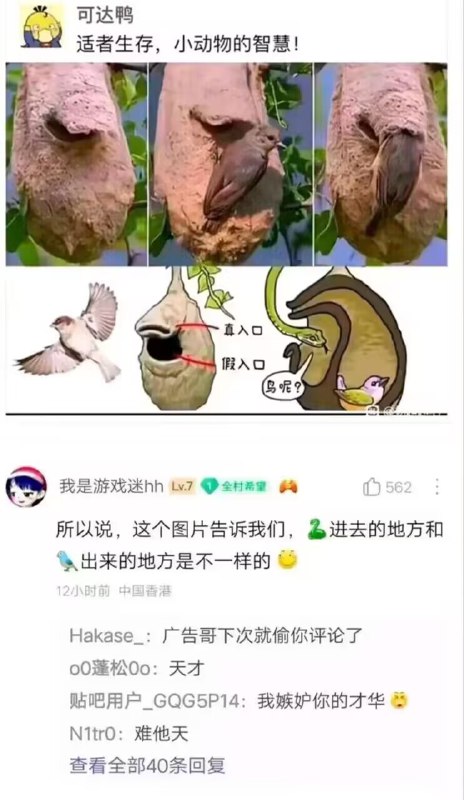 可达鸭
适者生存，小动物的智慧！
真入口
假入口
鸟呢？
我是游戏迷hh Lv.7 1 全村希望
562
所以说，这个图片告诉我们，🐍进去的地方和
🐦出来的地方是不一样的
12小时前 中国香港
Hakase_：广告哥下次就偷你评论了
o0蓬松0o：天才
贴吧用户_GQG5P14：我嫉妒你的才华
N1tr0：难他天
查看全部40条回复